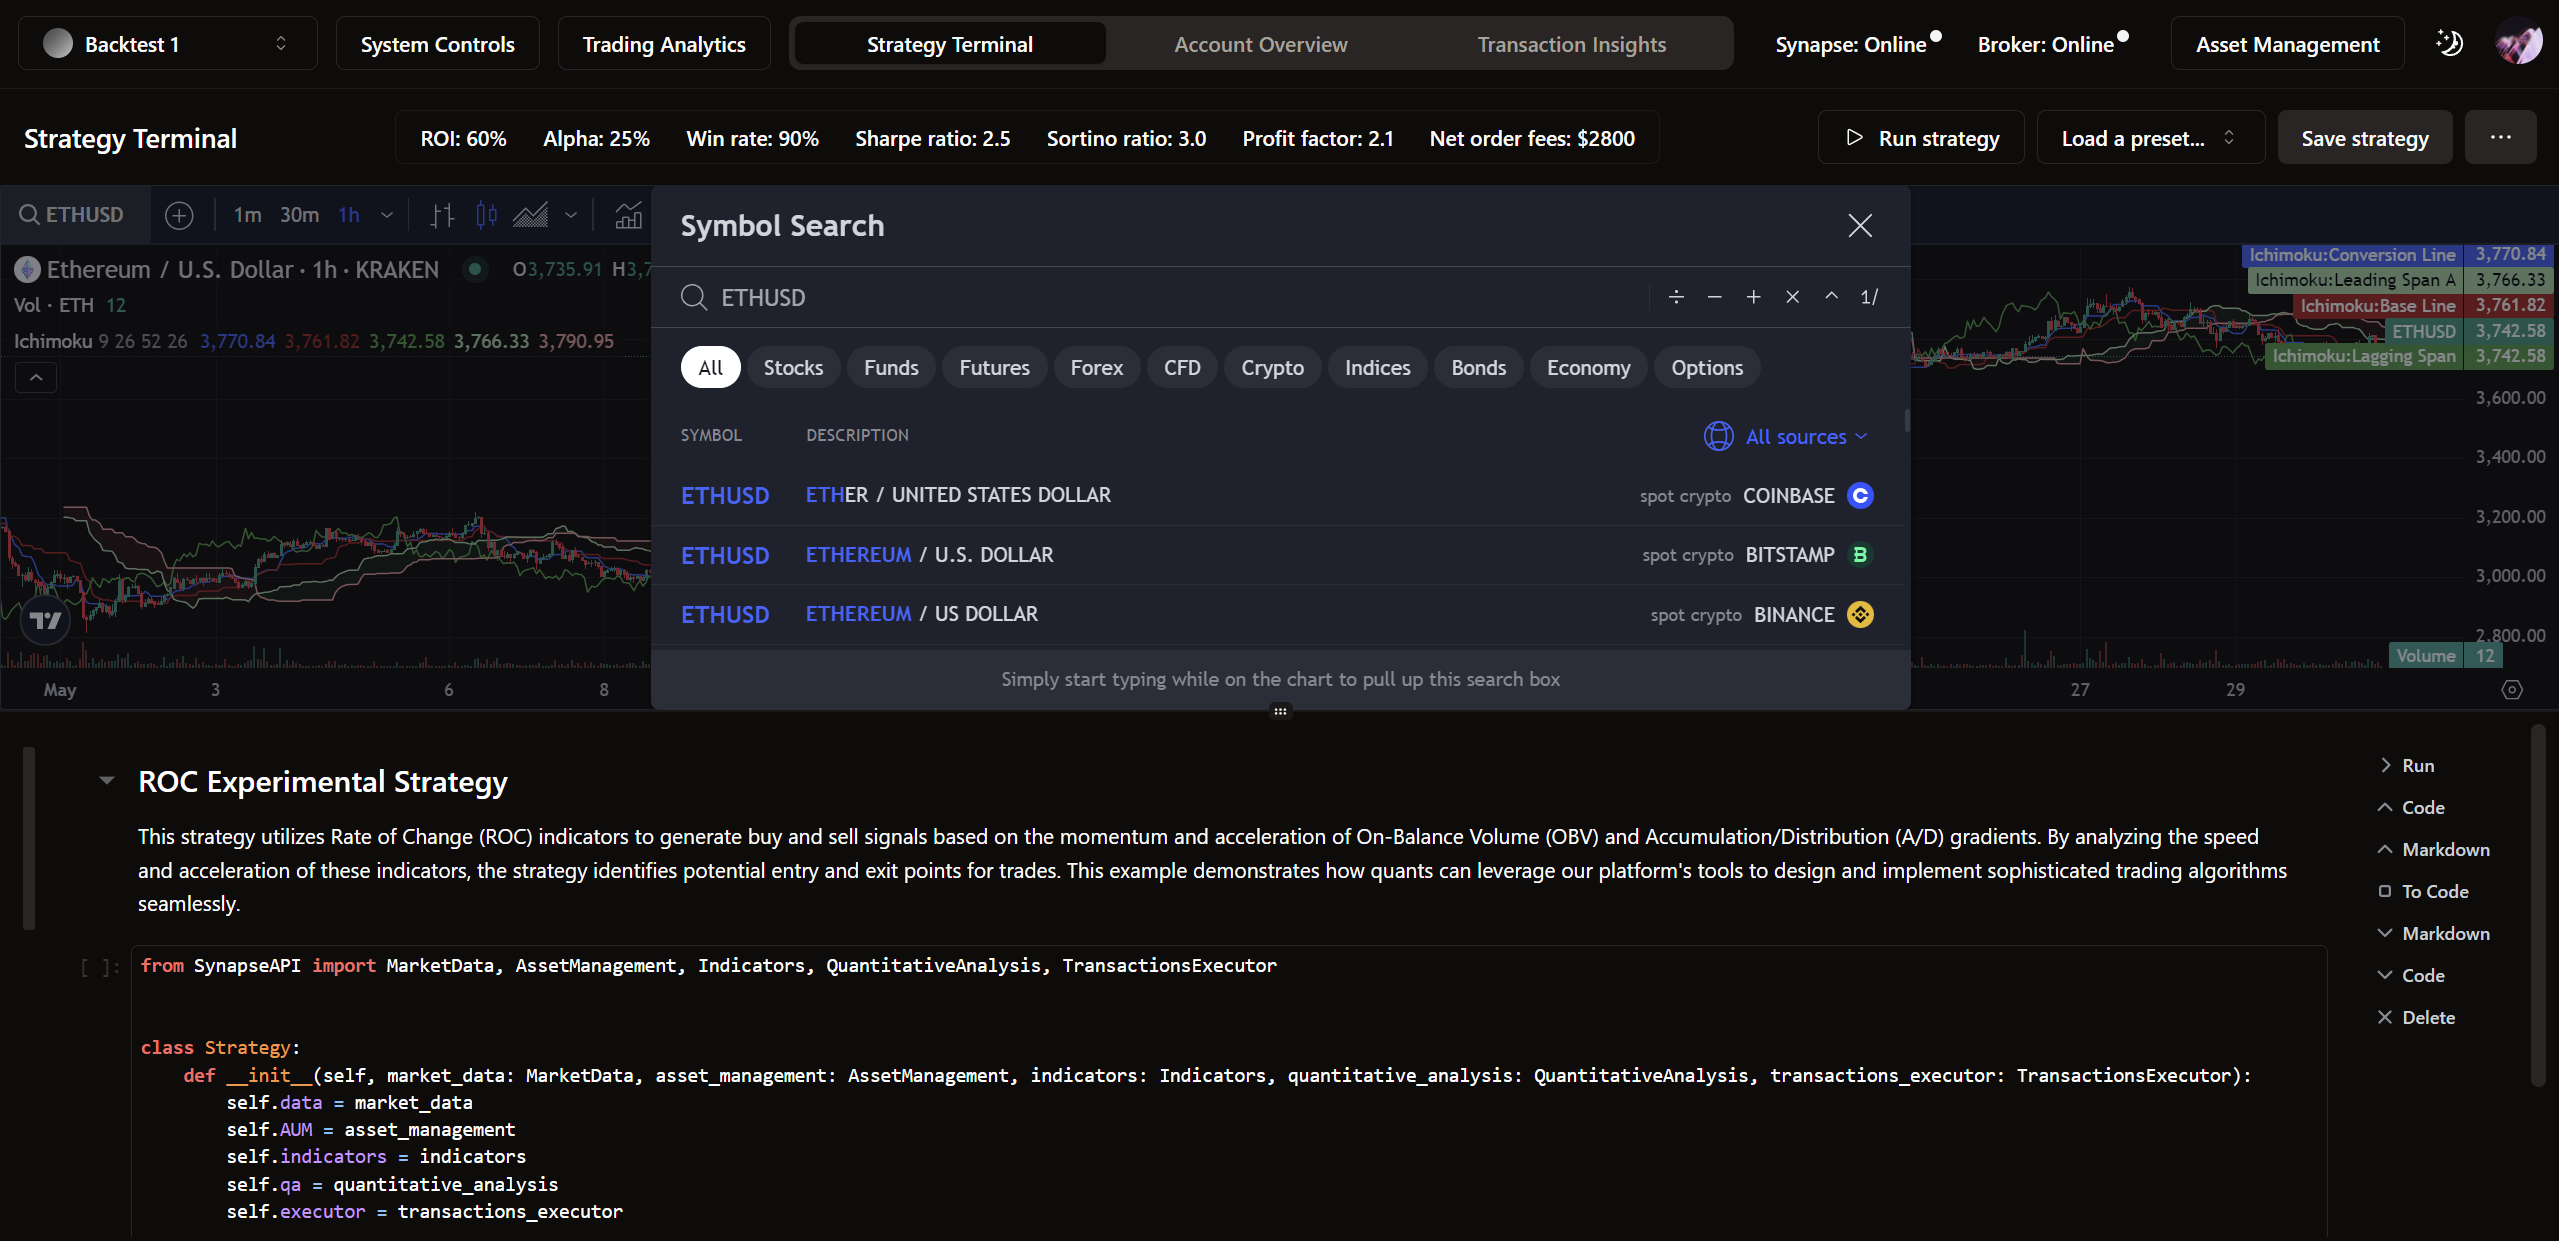 Backtest 1
System Controls
Trading Analytics
Strategy Terminal
Account Overview
Transaction Insights
Synapse: Online
Broker: Online
Asset Management
Strategy Terminal
ROI: 60% Alpha: 25% Win rate: 90% Sharpe ratio: 2.5 Sortino ratio: 3.0 Profit factor: 2.1 Net order fees: $2800
Run strategy
Load a preset...
Save strategy
ETHUSD
1m 30m 1h
Ethereum / U.S. Dollar · 1h · KRAKEN O3,735.91 H3,7
Vol · ETH 12
Ichimoku 9 26 52 26 3,770.84 3,761.82 3,742.58 3,766.33 3,790.95
Symbol Search
ETHUSD
÷ − + × ^ 1/
All Stocks Funds Futures Forex CFD Crypto Indices Bonds Economy Options
SYMBOL DESCRIPTION All sources
ETHUSD ETHER / UNITED STATES DOLLAR spot crypto COINBASE
ETHUSD ETHEREUM / U.S. DOLLAR spot crypto BITSTAMP
ETHUSD ETHEREUM / US DOLLAR spot crypto BINANCE
Simply start typing while on the chart to pull up this search box
Ichimoku:Conversion Line 3,770.84
Ichimoku:Leading Span A 3,766.33
Ichimoku:Base Line 3,761.82
ETHUSD 3,742.58
Ichimoku:Lagging Span 3,742.58
3,600.00
3,400.00
3,200.00
3,000.00
2,800.00
Volume 12
May 3 6 8 27 29
ROC Experimental Strategy
This strategy utilizes Rate of Change (ROC) indicators to generate buy and sell signals based on the momentum and acceleration of On-Balance Volume (OBV) and Accumulation/Distribution (A/D) gradients. By analyzing the speed
and acceleration of these indicators, the strategy identifies potential entry and exit points for trades. This example demonstrates how quants can leverage our platform's tools to design and implement sophisticated trading algorithms
seamlessly.
Run
Code
Markdown
To Code
Markdown
Code
Delete
[ ]:
from SynapseAPI import MarketData, AssetManagement, Indicators, QuantitativeAnalysis, TransactionsExecutor
class Strategy:
def __init__(self, market_data: MarketData, asset_management: AssetManagement, indicators: Indicators, quantitative_analysis: QuantitativeAnalysis, transactions_executor: TransactionsExecutor):
self.data = market_data
self.AUM = asset_management
self.indicators = indicators
self.qa = quantitative_analysis
self.executor = transactions_executor